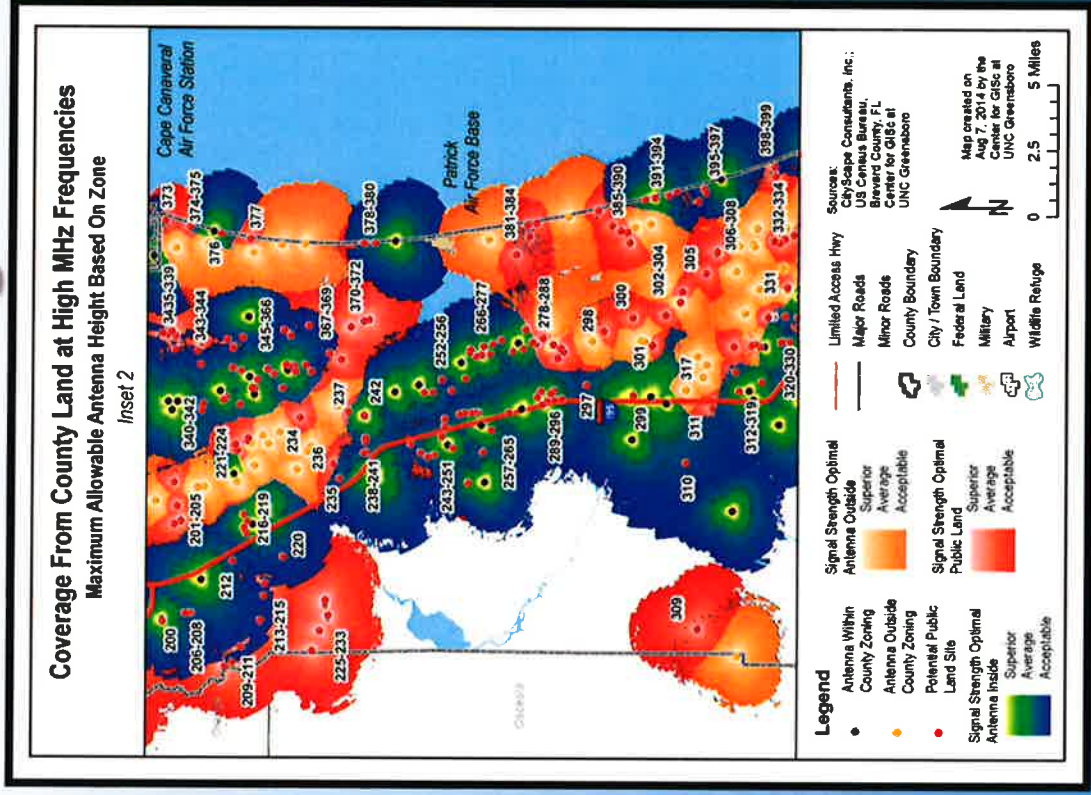 Coverage From County Land at High MHz Frequencies
Maximum Allowable Antenna Height Based On Zone
Inset 2
Cape Canaveral
Air Force Station
Patrick
Air Force Base
373
374-375
376
377
378-380
381-384
385-390
391-394
395-397
398-399
335-339
343-344
345-366
367-369
370-372
340-342
221-224
201-205
216-219
234
235
236
237
242
252-256
266-277
278-288
298
300
301
302-304
305
306-308
332-334
331
317
320-330
312-319
311
299
297
95
289-296
257-265
243-251
238-241
310
309
200
206-208
209-211
212
213-215
220
225-233
Osceola
Legend
Antenna Within
County Zoning
Antenna Outside
County Zoning
Potential Public
Land Site
Signal Strength Optimal
Antenna Inside
Superior
Average
Acceptable
Signal Strength Optimal
Antenna Outside
Superior
Average
Acceptable
Signal Strength Optimal
Public Land
Superior
Average
Acceptable
Limited Access Hwy
Major Roads
Minor Roads
County Boundary
City / Town Boundary
Federal Land
Military
Airport
Wildlife Refuge
Sources:
CityScape Consultants, Inc.;
US Census Bureau,
Brevard County, FL
Center for GISc at
UNC Greensboro
Map created on
Aug 7, 2014 by the
Center for GISc at
UNC Greensboro
N
0 2.5 5 Miles